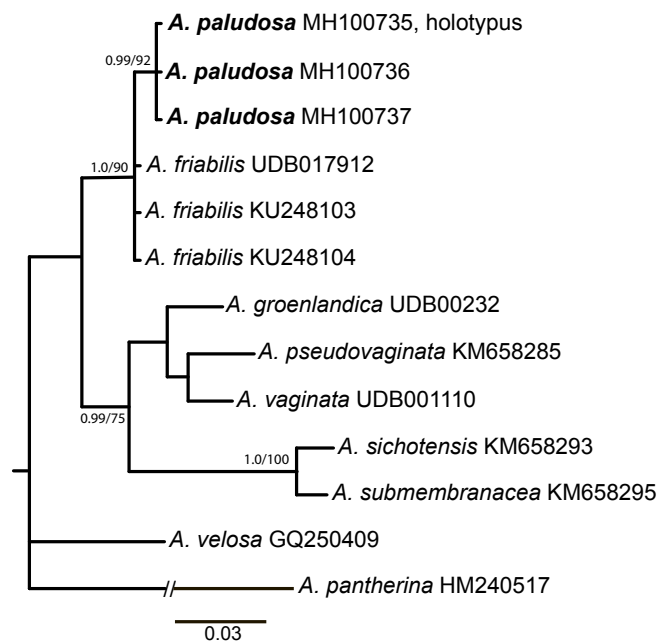 A. paludosa MH100735, holotypus
0.99/92
A. paludosa MH100736
A. paludosa MH100737
1.0/90
A. friabilis UDB017912
A. friabilis KU248103
A. friabilis KU248104
A. groenlandica UDB00232
A. pseudovaginata KM658285
A. vaginata UDB001110
0.99/75
A. sichotensis KM658293
1.0/100
A. submembranacea KM658295
A. velosa GQ250409
A. pantherina HM240517
0.03